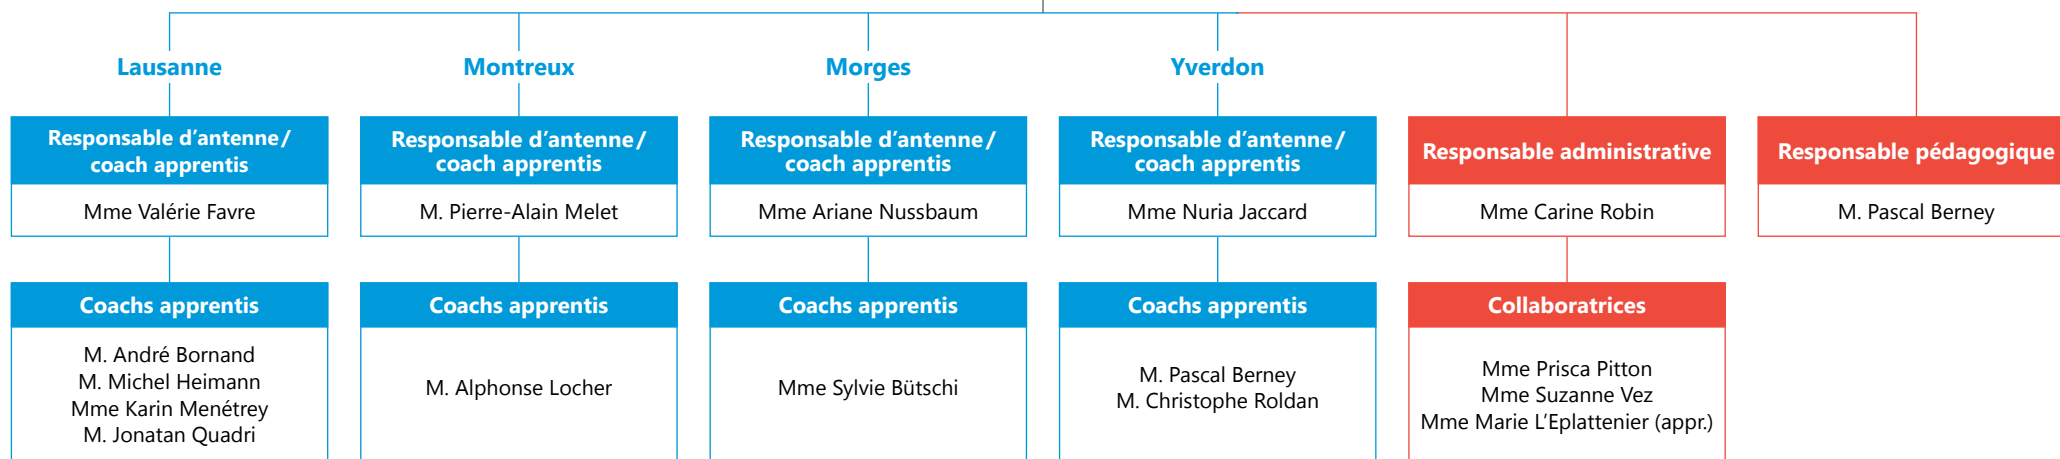 Lausanne
Montreux
Morges
Yverdon
Responsable d’antenne/
coach apprentis
Mme Valérie Favre
Responsable d’antenne/
coach apprentis
M. Pierre-Alain Melet
Responsable d’antenne/
coach apprentis
Mme Ariane Nussbaum
Responsable d’antenne/
coach apprentis
Mme Nuria Jaccard
Responsable administrative
Mme Carine Robin
Responsable pédagogique
M. Pascal Berney
Coachs apprentis
M. André Bornand
M. Michel Heimann
Mme Karin Menétrey
M. Jonatan Quadri
Coachs apprentis
M. Alphonse Locher
Coachs apprentis
Mme Sylvie Bütschi
Coachs apprentis
M. Pascal Berney
M. Christophe Roldan
Collaboratrices
Mme Prisca Pitton
Mme Suzanne Vez
Mme Marie L’Eplattenier (appr.)